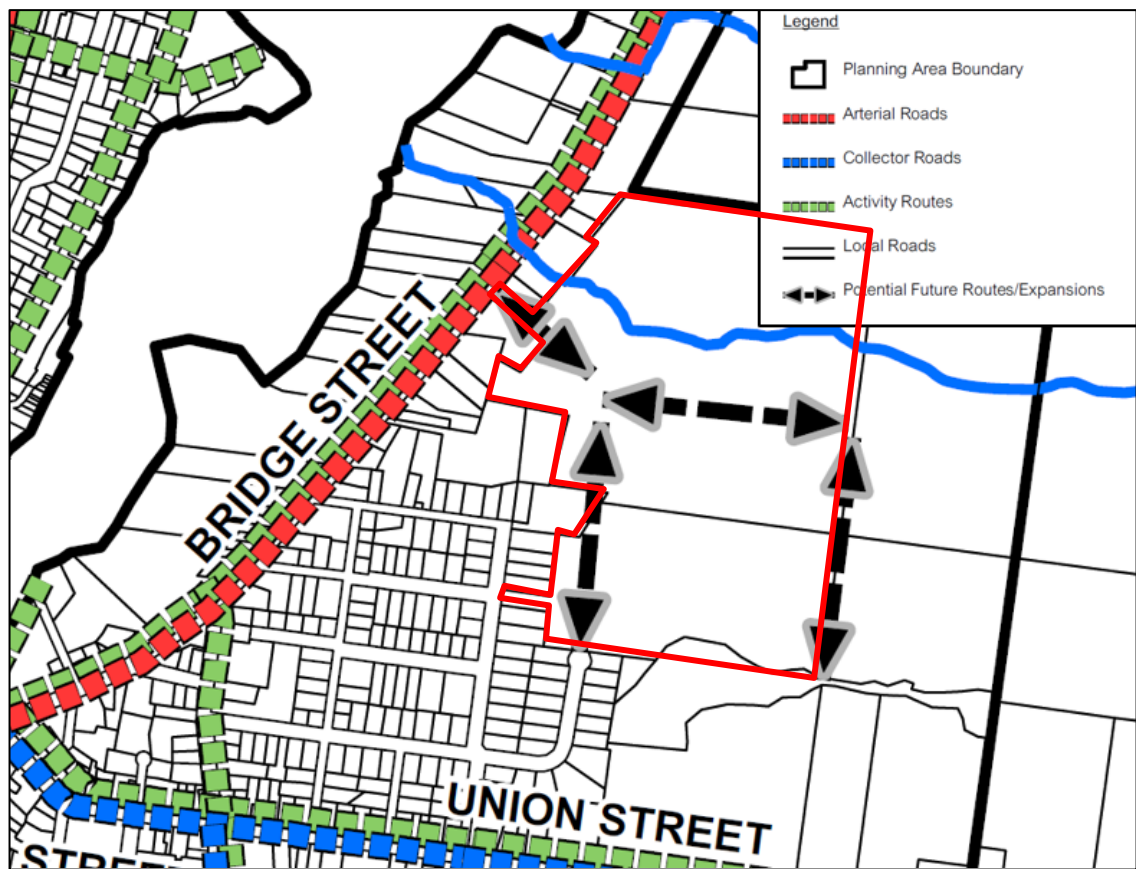 Legend
Planning Area Boundary
Arterial Roads
Collector Roads
Activity Routes
Local Roads
Potential Future Routes/Expansions
BRIDGE STREET
UNION STREET
STREET